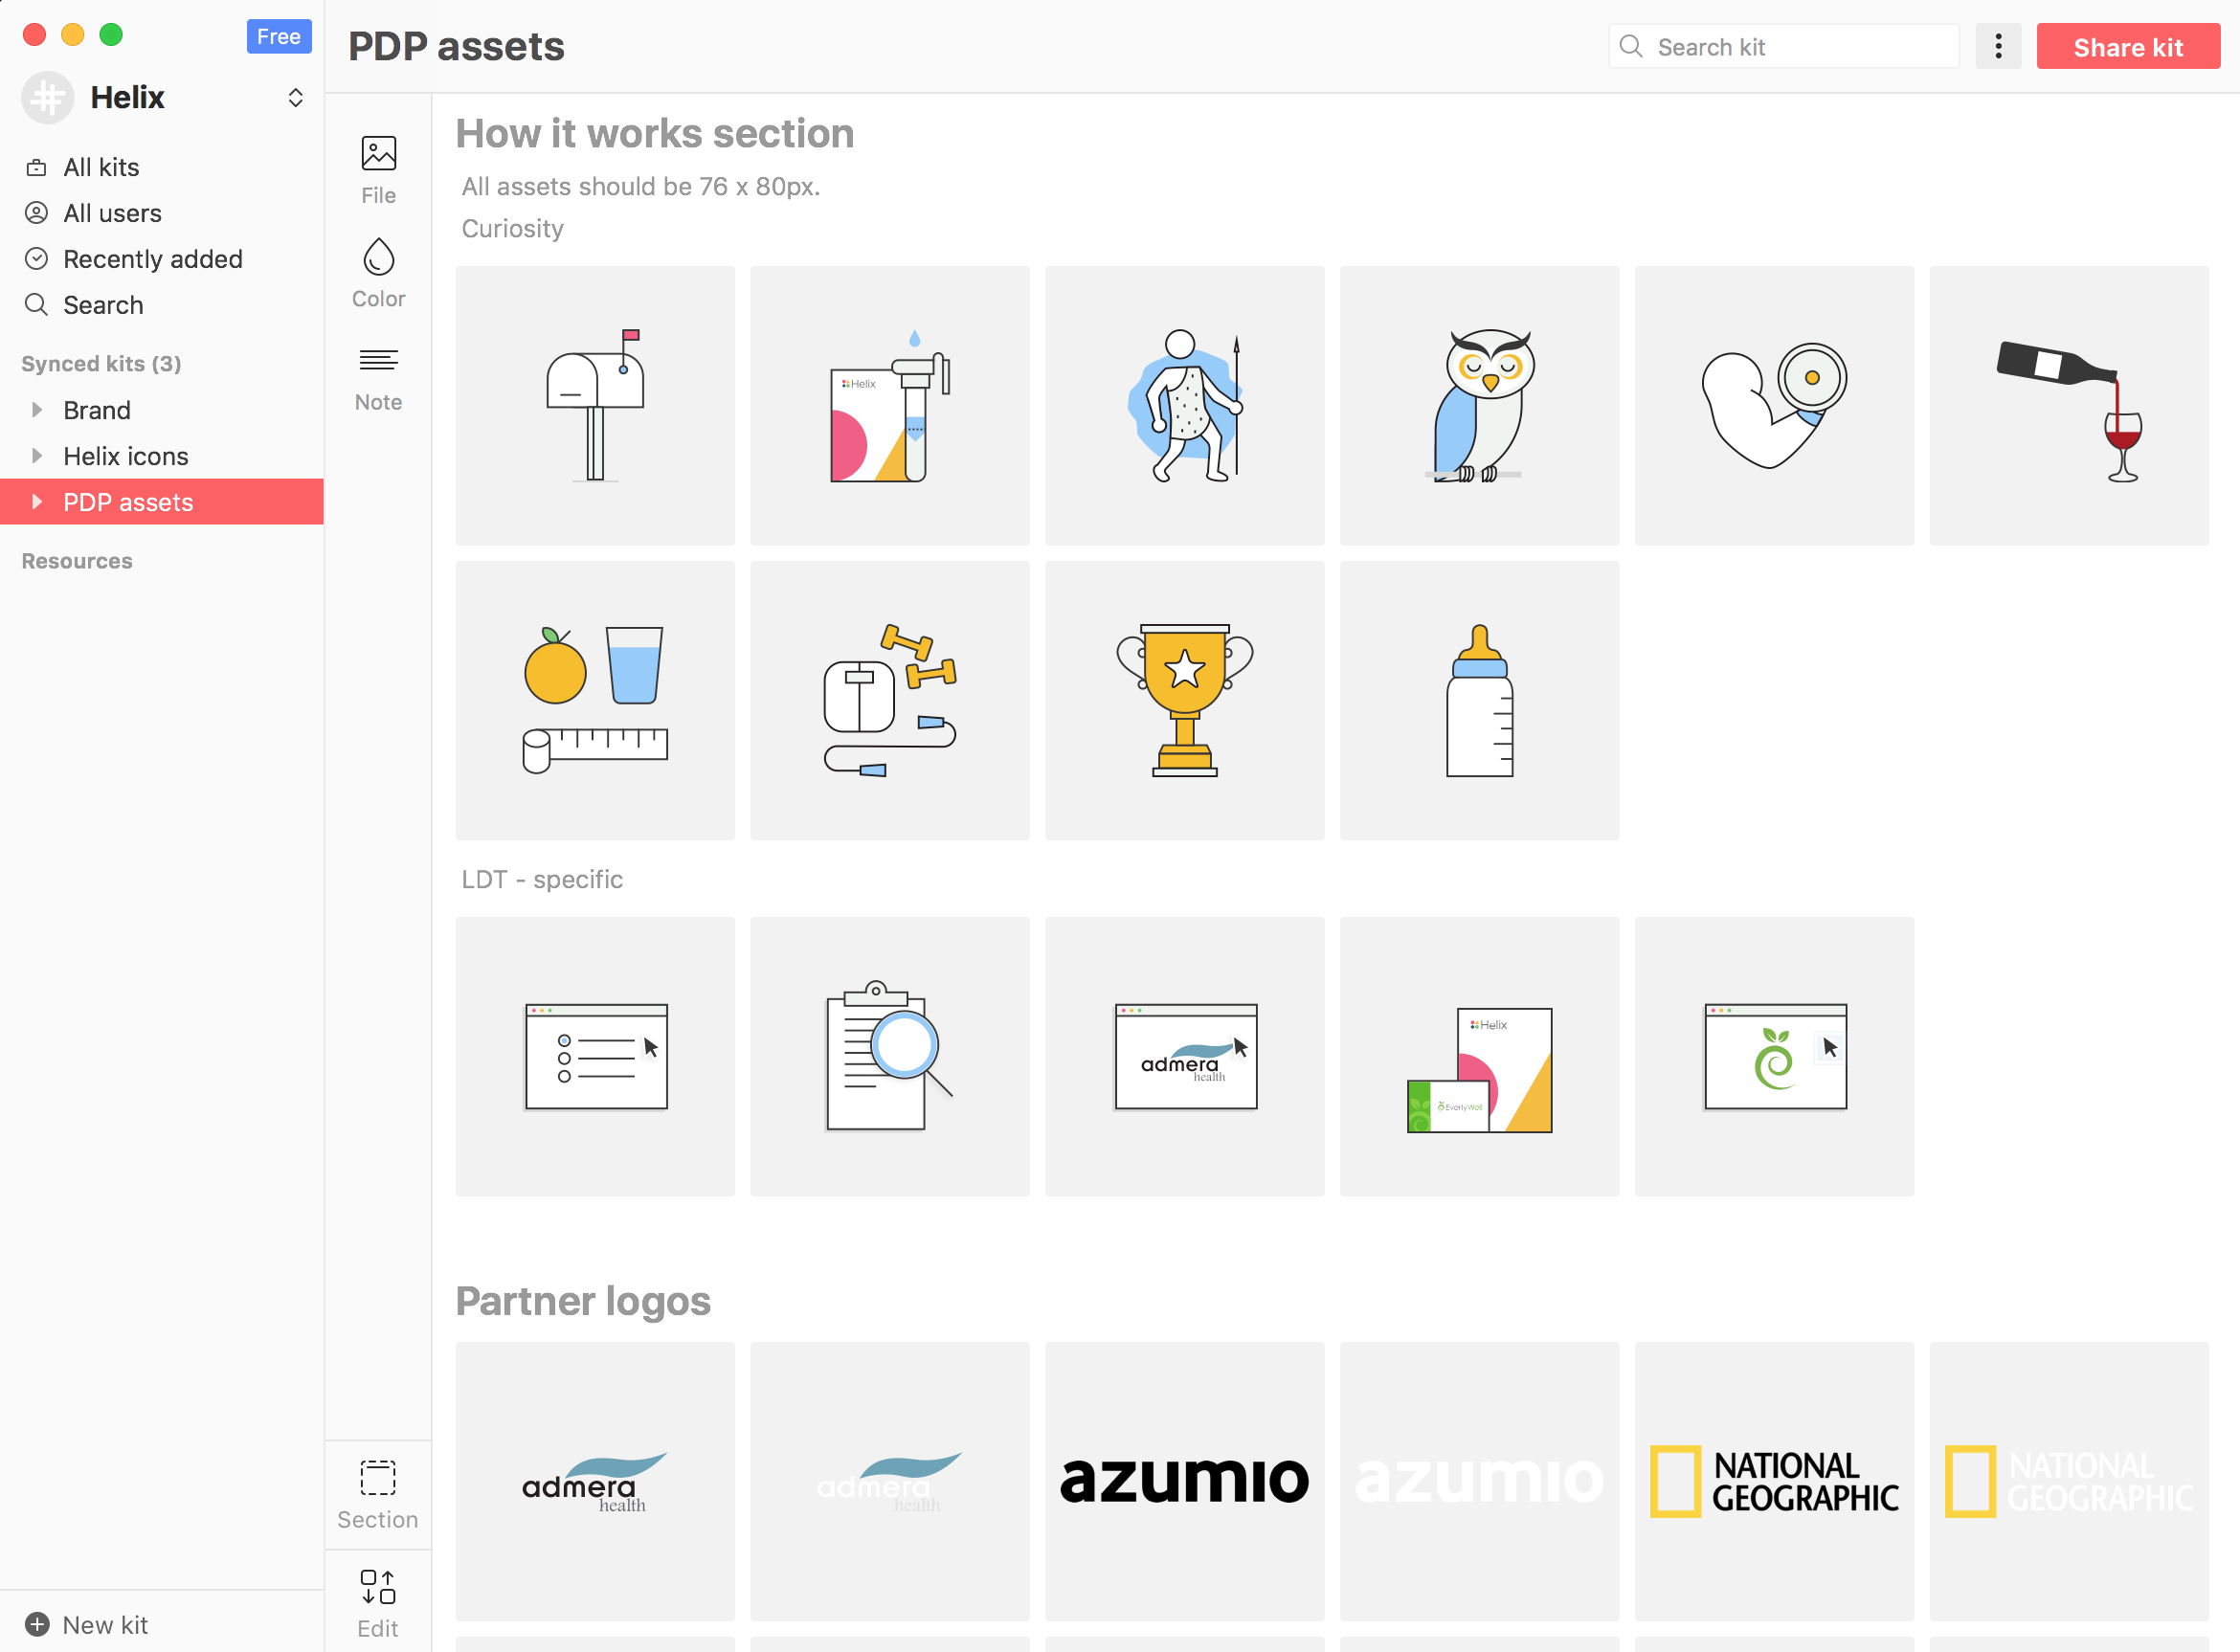 Free
Helix
All kits
All users
Recently added
Search
Synced kits (3)
Brand
Helix icons
PDP assets
Resources
New kit
PDP assets
Search kit
Share kit
File
Color
Note
Section
Edit
How it works section
All assets should be 76 x 80px.
Curiosity
Helix
LDT - specific
admera
health
Helix
EverlyWell
Partner logos
admera
health
admera
health
azumio
azumio
NATIONAL
GEOGRAPHIC
NATIONAL
GEOGRAPHIC